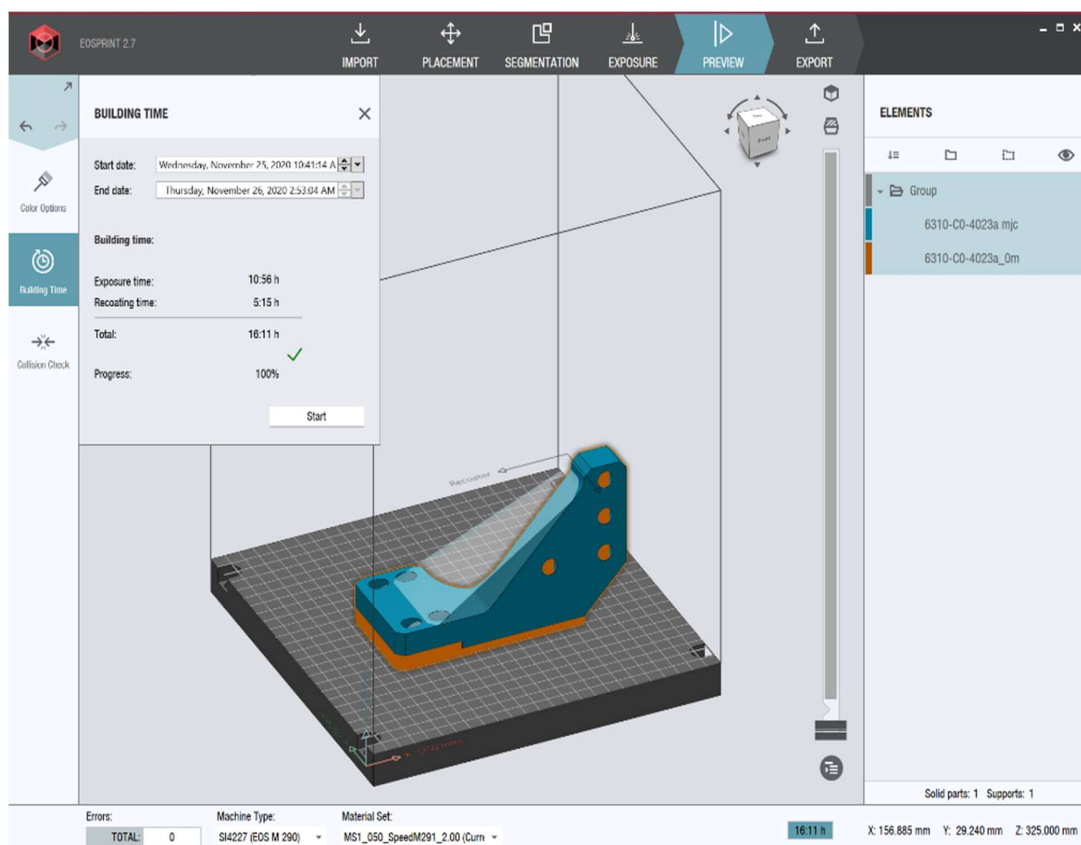 EOSPRINT 2.7
IMPORT
PLACEMENT
SEGMENTATION
EXPOSURE
PREVIEW
EXPORT
Color Options
Building Time
Collision Check
BUILDING TIME
Start date: Wednesday, November 25, 2020 10:41:14 A
End date: Thursday, November 26, 2020 2:53:04 AM
Building time:
Exposure time: 10:56 h
Recoating time: 5:15 h
Total: 16:11 h
Progress: 100%
Start
Recoater
Front
ELEMENTS
Group
6310-C0-4023a mjc
6310-C0-4023a_0m
Solid parts: 1 Supports: 1
Errors:
TOTAL: 0
Machine Type:
SI4227 (EOS M 290)
Material Set:
MS1_050_SpeedM291_2.00 (Curre
16:11 h
X: 156.885 mm Y: 29.240 mm Z: 325.000 mm